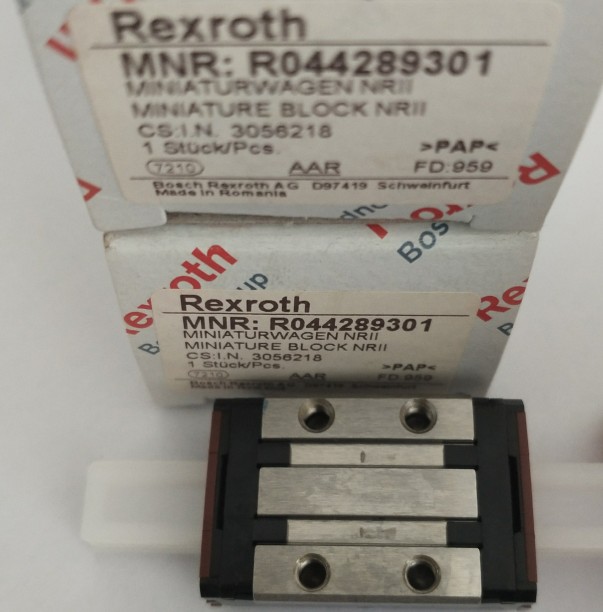 Rexroth
MNR: R044289301
MINIATURWAGEN NRII
MINIATURE BLOCK NRII
CS:I.N. 3056218
1 Stück/Pcs. >PAP<
7210 AAR FD:959
Bosch Rexroth AG D97419 Schweinfurt
Made in Romania
Rexroth
MNR: R044289301
MINIATURWAGEN NRII
MINIATURE BLOCK NRII
CS:I.N. 3056218
1 Stück/Pcs. >PAP<
7210 AAR FD:959